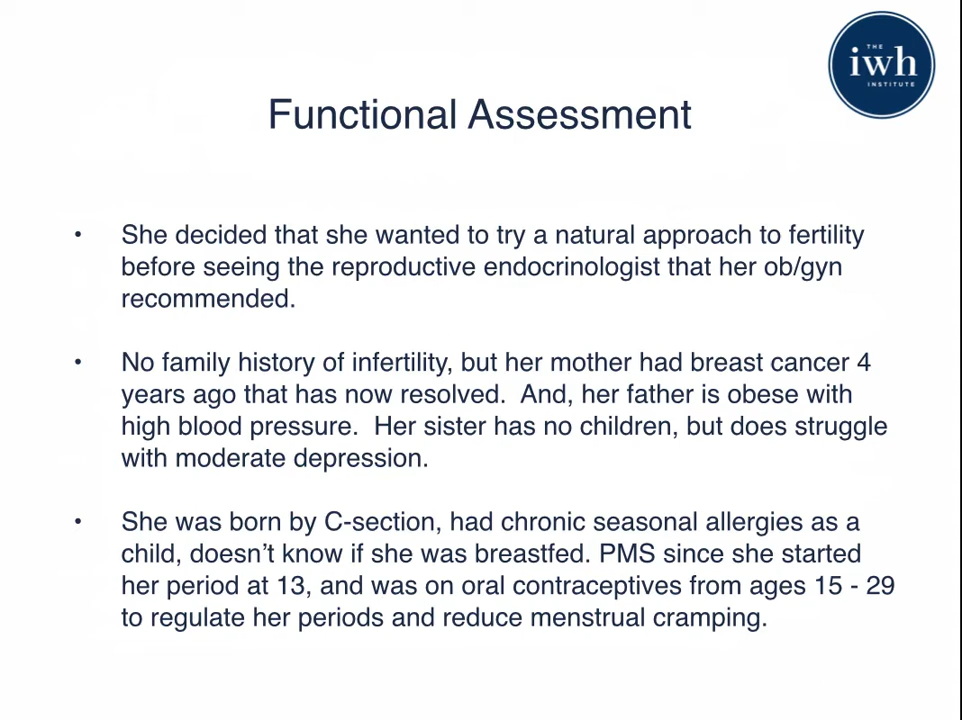 THE
iwh
INSTITUTE
Functional Assessment
• She decided that she wanted to try a natural approach to fertility
before seeing the reproductive endocrinologist that her ob/gyn
recommended.
• No family history of infertility, but her mother had breast cancer 4
years ago that has now resolved.  And, her father is obese with
high blood pressure.  Her sister has no children, but does struggle
with moderate depression.
• She was born by C-section, had chronic seasonal allergies as a
child, doesn’t know if she was breastfed. PMS since she started
her period at 13, and was on oral contraceptives from ages 15 - 29
to regulate her periods and reduce menstrual cramping.